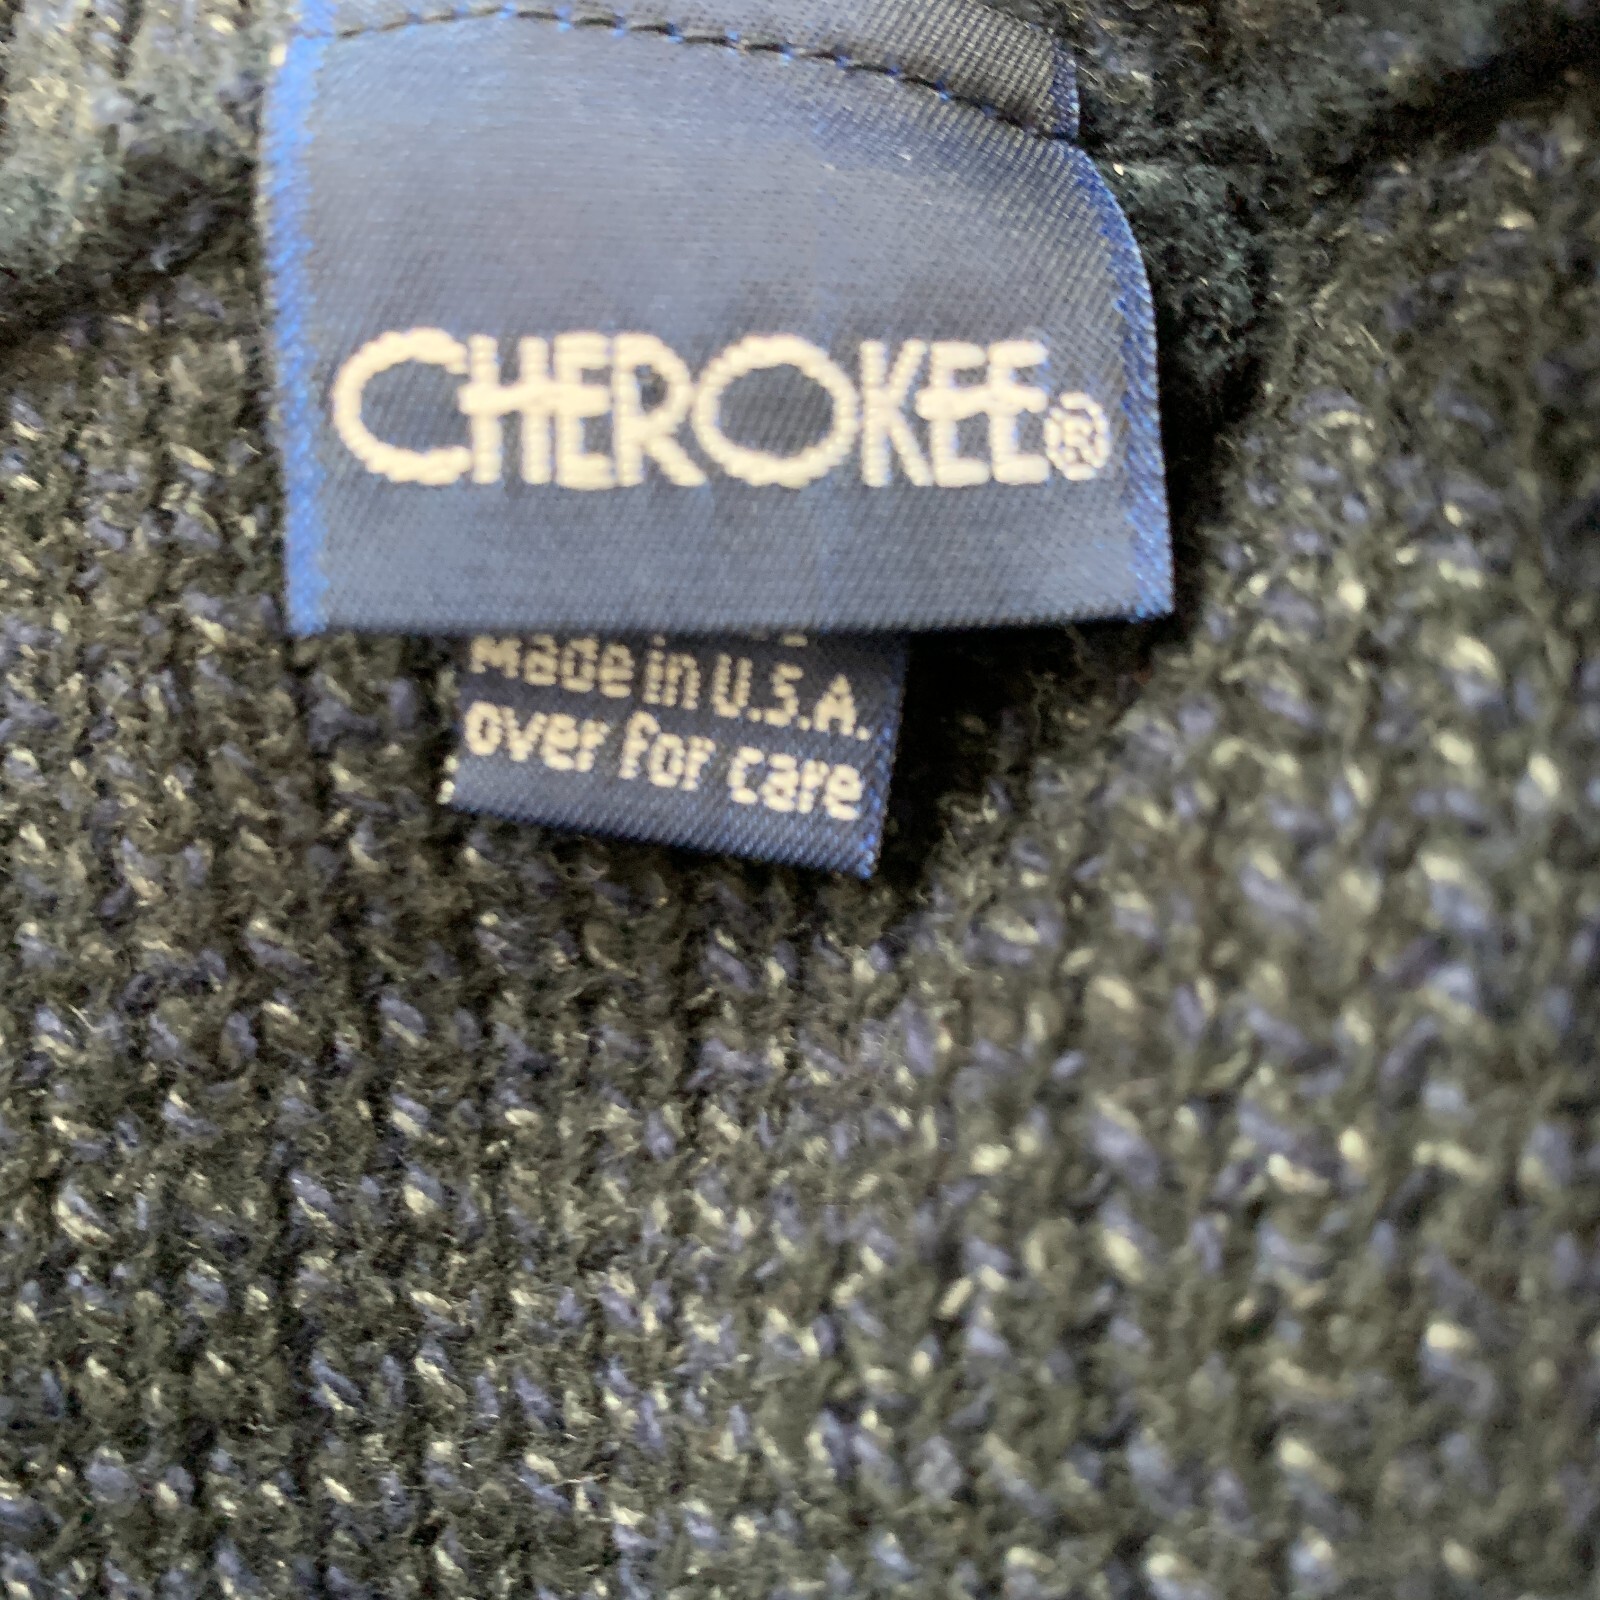 CHEROKEE®
Made in U.S.A.
over for care